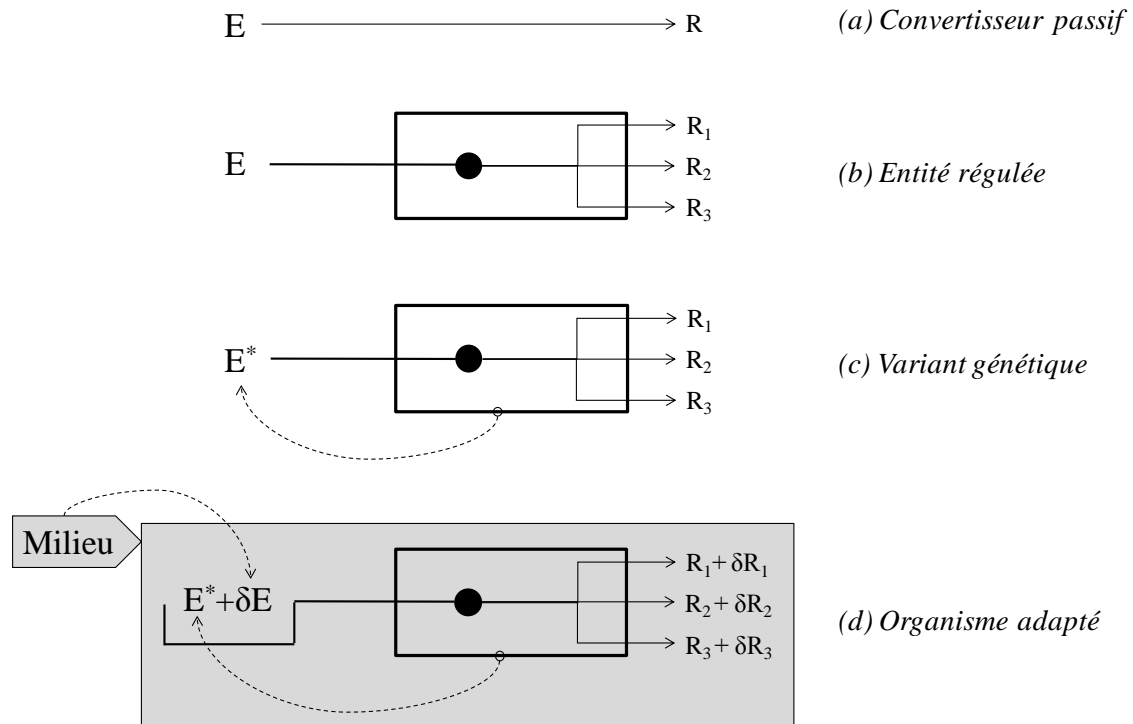 E R (a) Convertisseur passif
R₁
E R₂ (b) Entité régulée
R₃
R₁
E* R₂ (c) Variant génétique
R₃
Milieu
R₁+ δR₁
E*+δE R₂ + δR₂ (d) Organisme adapté
R₃ + δR₃